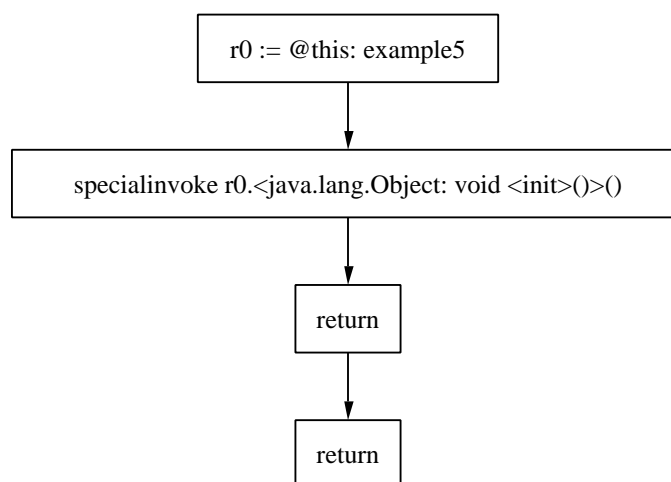 r0 := @this: example5
specialinvoke r0.<java.lang.Object: void <init>()>()
return
return